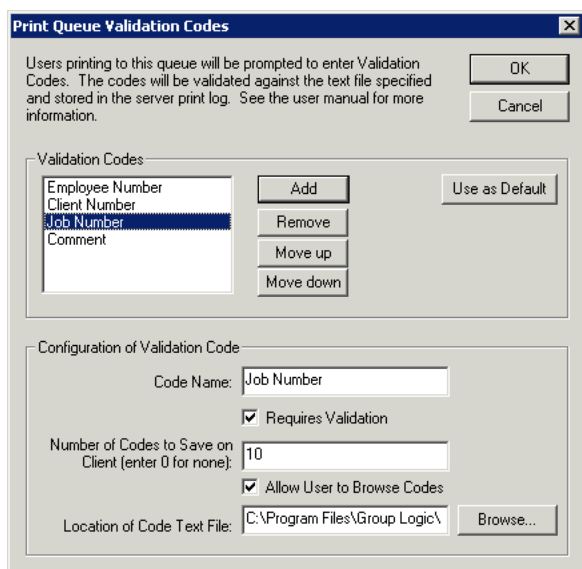 Print Queue Validation Codes
Users printing to this queue will be prompted to enter Validation
Codes. The codes will be validated against the text file specified
and stored in the server print log. See the user manual for more
information.
OK
Cancel
Validation Codes
Employee Number
Client Number
Job Number
Comment
Add
Remove
Move up
Move down
Use as Default
Configuration of Validation Code
Code Name:
Job Number
Requires Validation
Number of Codes to Save on
Client (enter 0 for none):
10
Allow User to Browse Codes
Location of Code Text File:
C:\Program Files\Group Logic\
Browse...